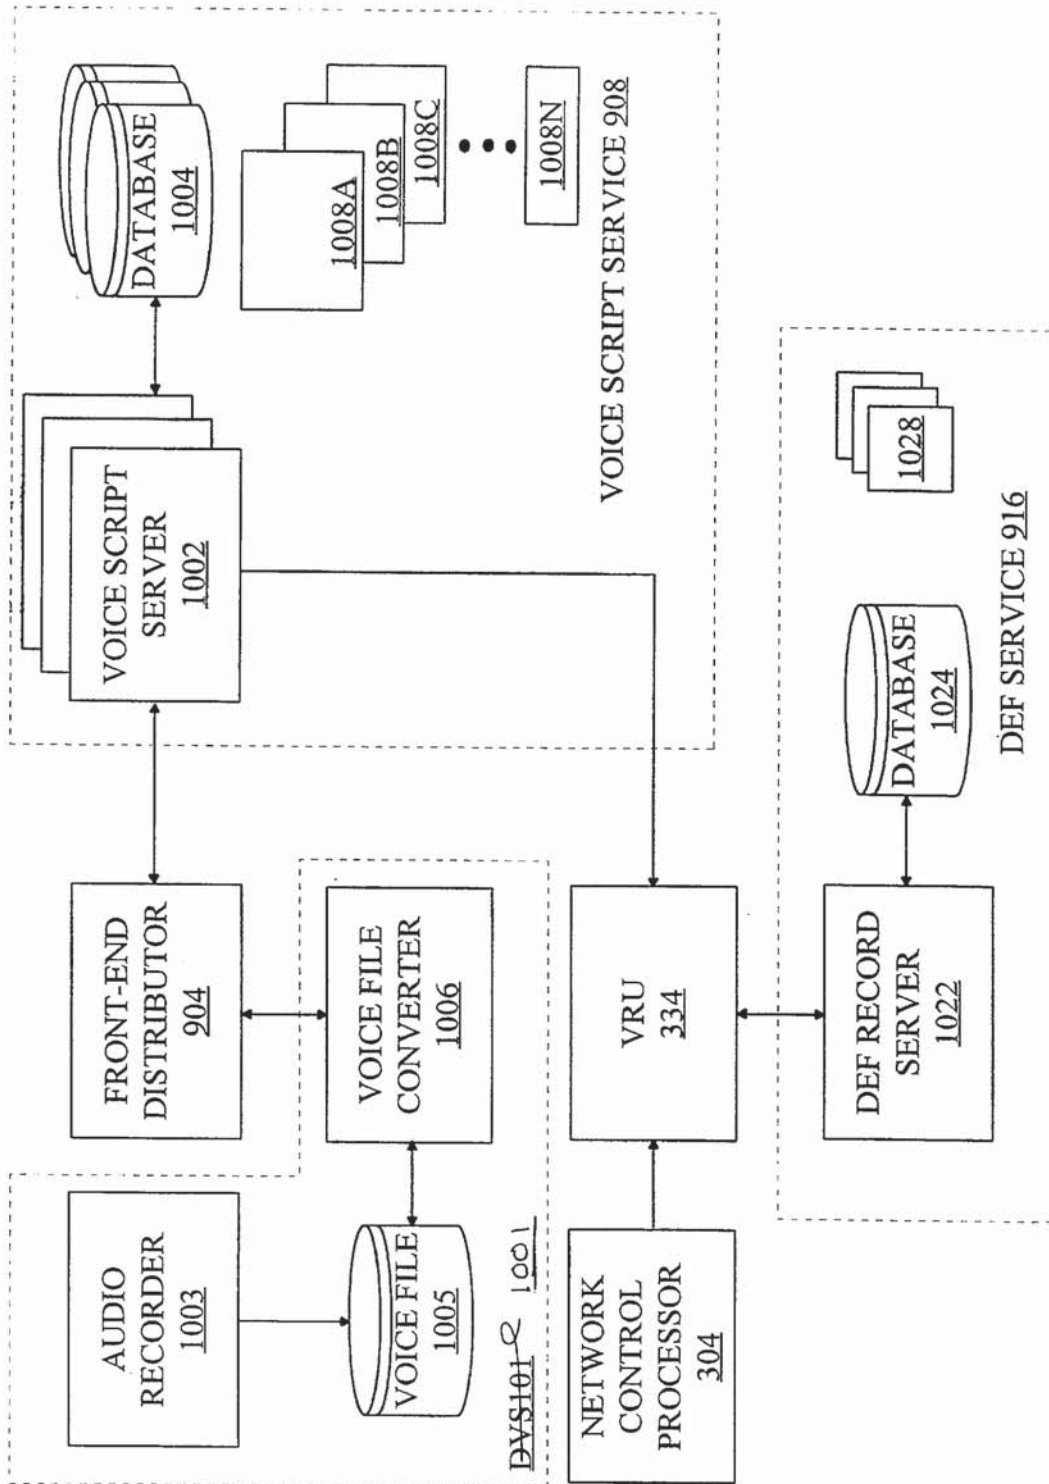 AUDIO
RECORDER
1003
VOICE FILE
1005
DVS101 1001
FRONT-END
DISTRIBUTOR
904
VOICE FILE
CONVERTER
1006
VOICE SCRIPT
SERVER
1002
DATABASE
1004
1008A
1008B
1008C
1008N
VOICE SCRIPT SERVICE 908
NETWORK
CONTROL
PROCESSOR
304
VRU
334
DEF RECORD
SERVER
1022
DATABASE
1024
1028
DEF SERVICE 916